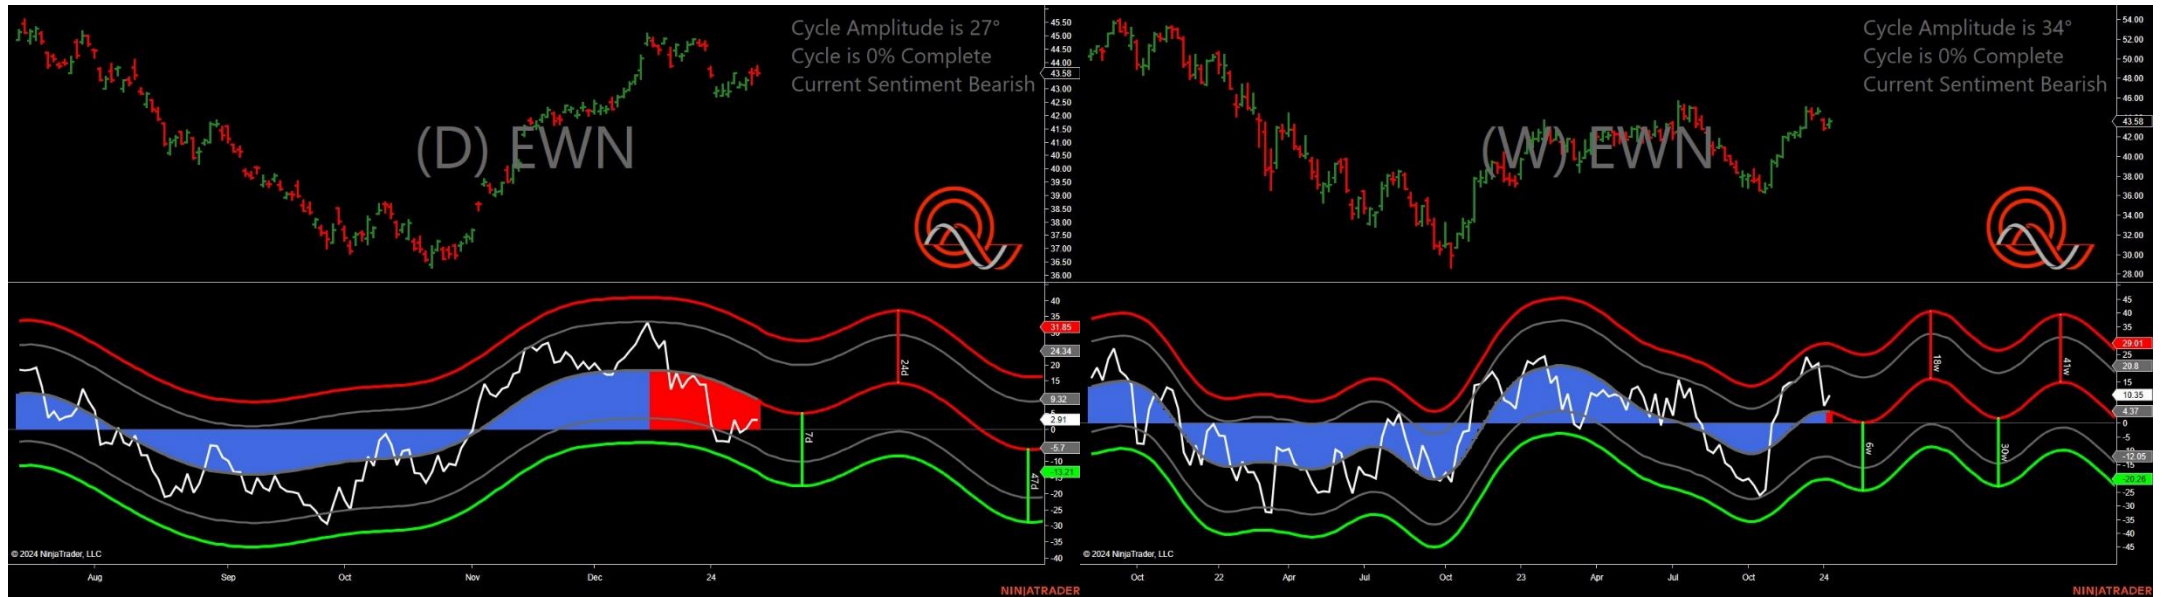 Cycle Amplitude is 27°
Cycle is 0% Complete
Current Sentiment Bearish
(D) EWN
45.50
45.00
44.50
44.00
43.58
43.00
42.50
42.00
41.50
41.00
40.50
40.00
39.50
39.00
38.50
38.00
37.50
37.00
36.50
36.00
40
35
31.85
24.34
20
15
9.32
5
2.91
0
-5.7
-10
-13.21
-20
-25
-30
-35
-40
7d
24d
47d
© 2024 NinjaTrader, LLC
Aug
Sep
Oct
Nov
Dec
24
NINJATRADER
Cycle Amplitude is 34°
Cycle is 0% Complete
Current Sentiment Bearish
(W) EWN
54.00
52.00
50.00
48.00
46.00
43.58
42.00
40.00
38.00
36.00
34.00
32.00
30.00
28.00
45
40
35
29.01
25
20.8
15
10.35
4.37
0
-5
-12.05
-15
-20.26
-25
-30
-35
-40
-45
6w
18w
30w
41w
© 2024 NinjaTrader, LLC
Oct
22
Apr
Jul
Oct
23
Apr
Jul
Oct
24
NINJATRADER